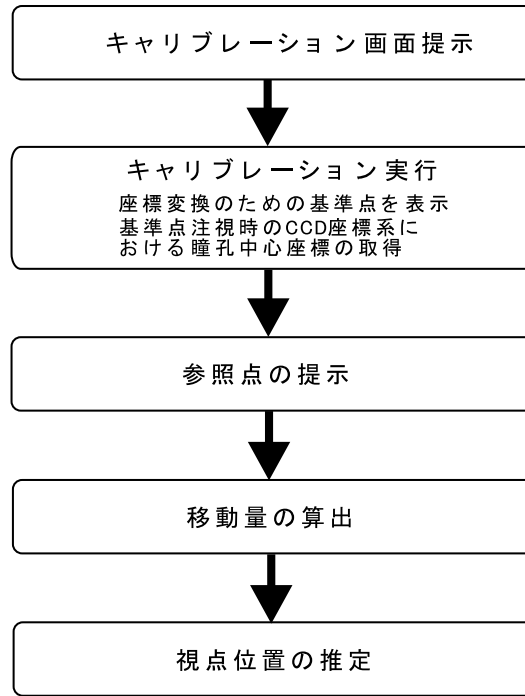 キャリブレーション画面提示
キャリブレーション実行
座標変換のための基準点を表示
基準点注視時のCCD座標系に
おける瞳孔中心座標の取得
参照点の提示
移動量の算出
視点位置の推定